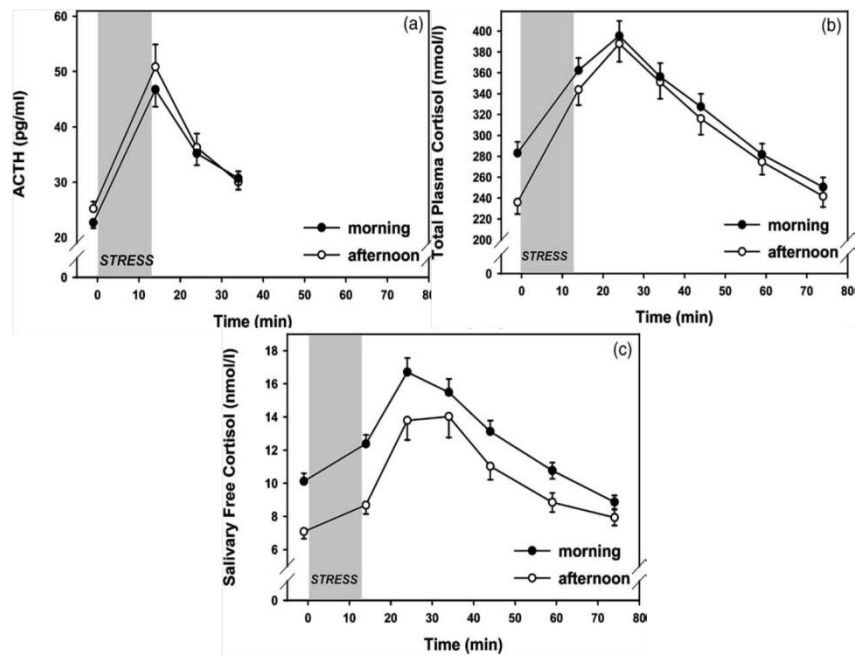 (a)
60
50
40
30
20
0
ACTH (pg/ml)
STRESS
morning
afternoon
0 10 20 30 40 50 60 70 80
Time (min)
(b)
400
380
360
340
320
300
280
260
240
220
200
0
Total Plasma Cortisol (nmol/l)
STRESS
morning
afternoon
0 10 20 30 40 50 60 70 80
Time (min)
(c)
18
16
14
12
10
8
6
0
Salivary Free Cortisol (nmol/l)
STRESS
morning
afternoon
0 10 20 30 40 50 60 70 80
Time (min)